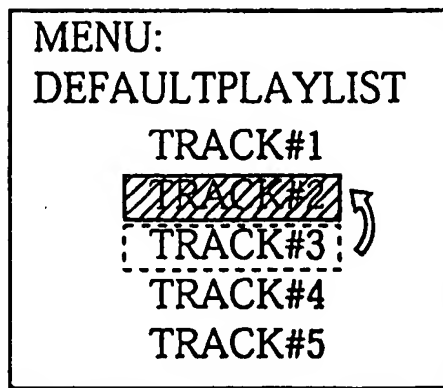 MENU:
DEFAULTPLAYLIST
TRACK#1
TRACK#2
TRACK#3
TRACK#4
TRACK#5